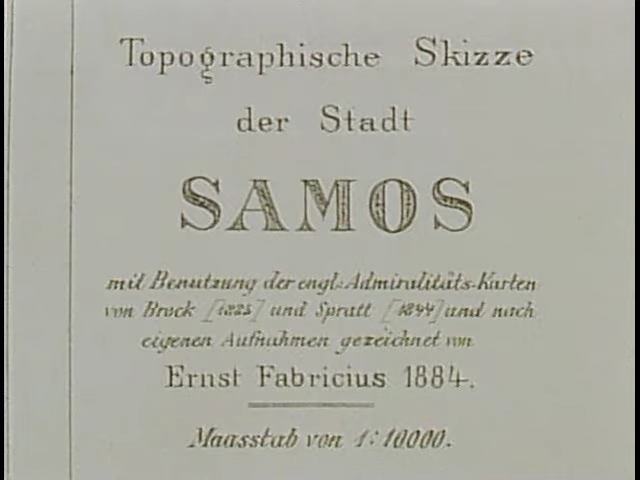 Topographische Skizze
der Stadt
SAMOS
mit Benutzung der engl. Admiralitäts-Karten
von Brock [1825] und Spratt [1844] und nach
eigenen Aufnahmen gezeichnet von
Ernst Fabricius 1884.
Maasstab von 1:10000.